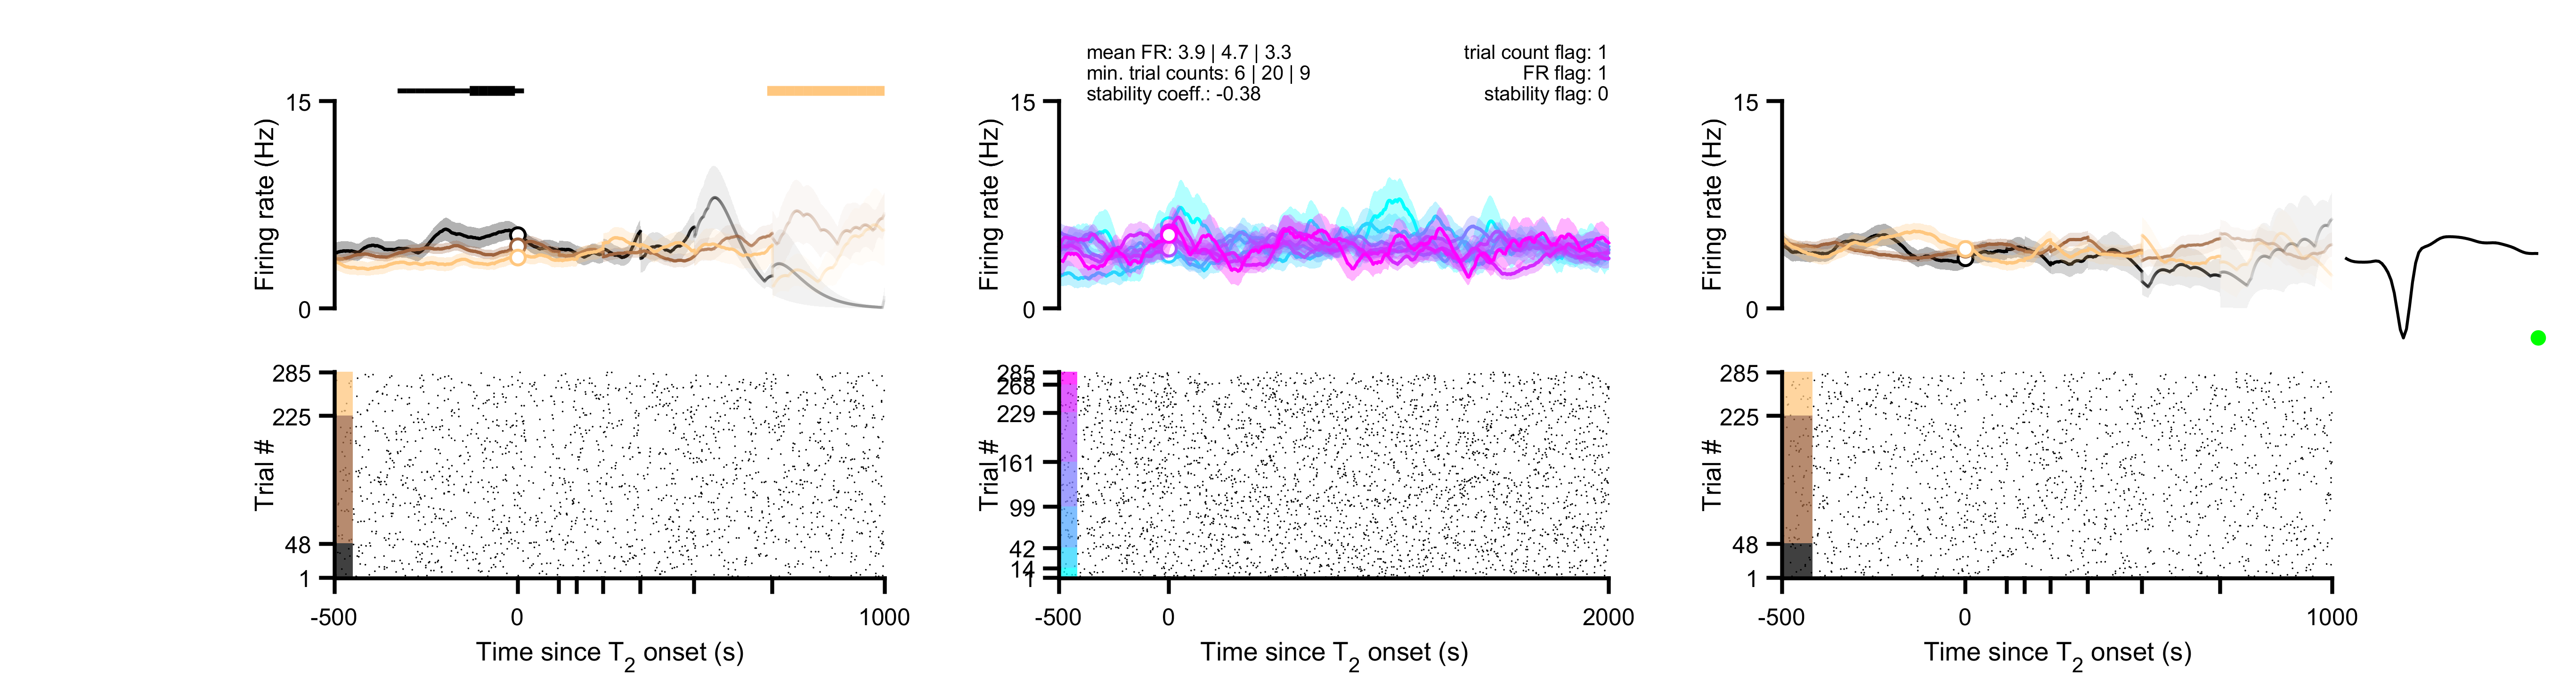 mean FR: 3.9 | 4.7 | 3.3
min. trial counts: 6 | 20 | 9
stability coeff.: -0.38
trial count flag: 1
FR flag: 1
stability flag: 0
15
Firing rate (Hz)
0
285
225
Trial #
48
1
-500
0
1000
Time since T2 onset (s)
15
Firing rate (Hz)
0
285
268
229
161
Trial #
99
42
14
-500
0
2000
Time since T2 onset (s)
15
Firing rate (Hz)
0
285
225
Trial #
48
1
-500
0
1000
Time since T2 onset (s)